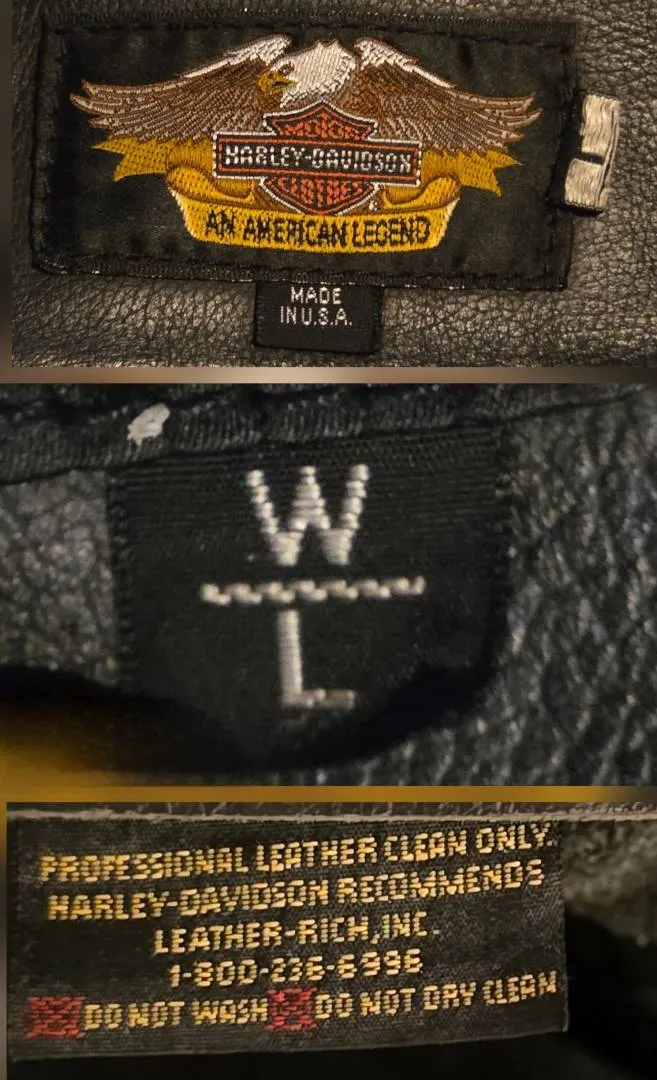 MOTOR
HARLEY-DAVIDSON
CLOTHES
®
AN AMERICAN LEGEND
MADE
IN U.S.A.
W
L
PROFESSIONAL LEATHER CLEAN ONLY.
HARLEY-DAVIDSON RECOMMENDS
LEATHER-RICH, INC.
1-800-236-6996
DO NOT WASH DO NOT DRY CLEAN